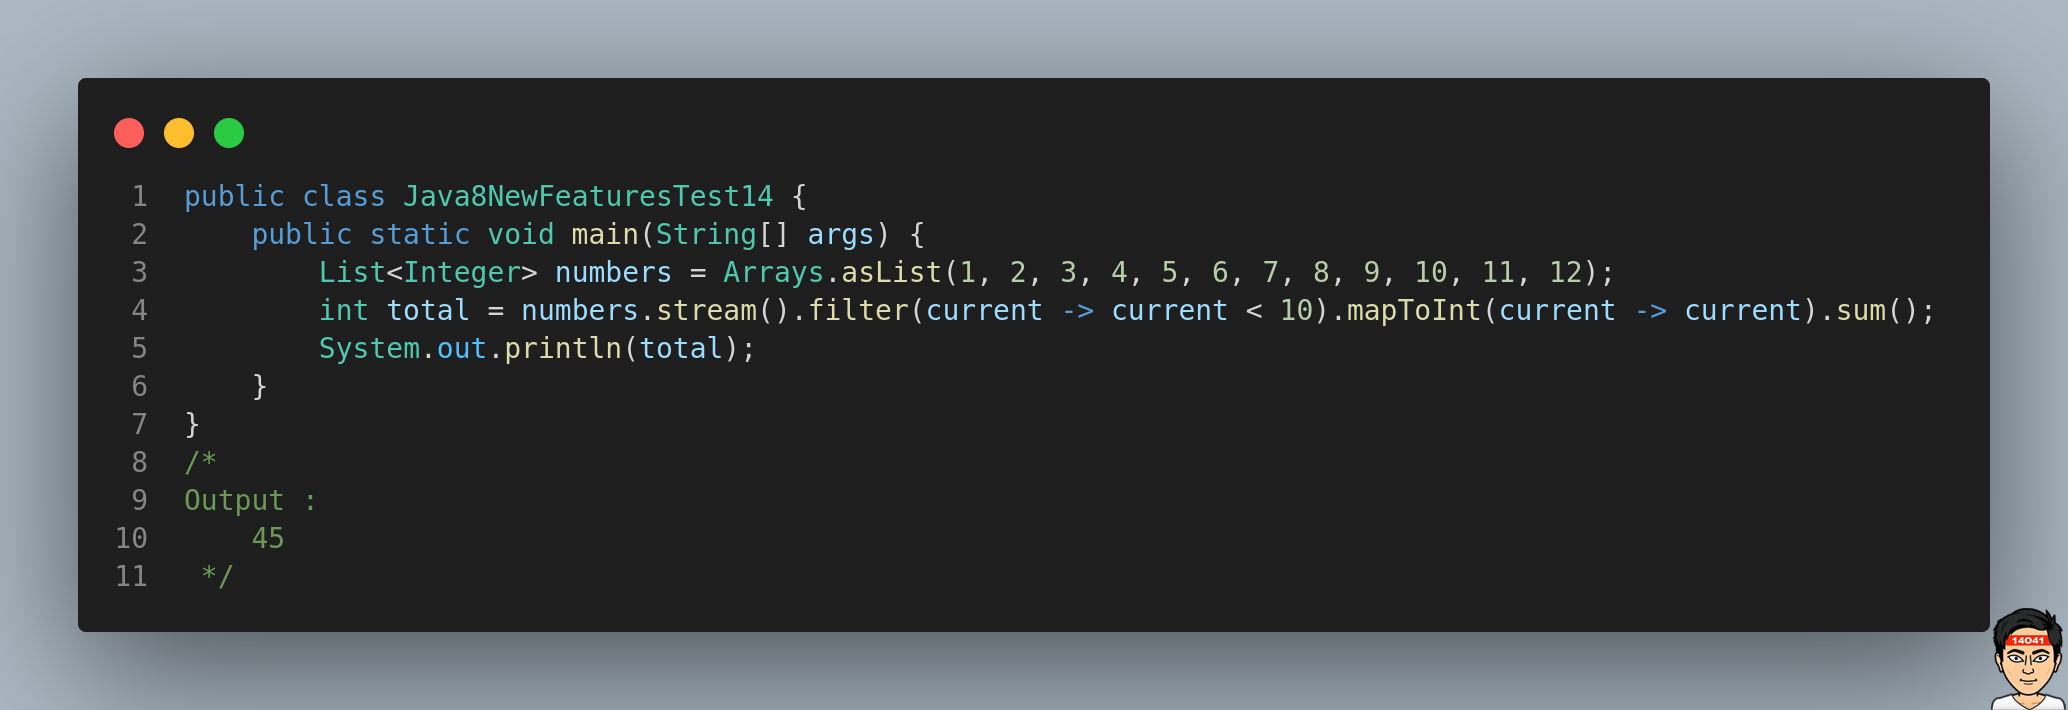 1 public class Java8NewFeaturesTest14 {
2     public static void main(String[] args) {
3         List<Integer> numbers = Arrays.asList(1, 2, 3, 4, 5, 6, 7, 8, 9, 10, 11, 12);
4         int total = numbers.stream().filter(current -> current < 10).mapToInt(current -> current).sum();
5         System.out.println(total);
6     }
7 }
8 /*
9 Output :
10     45
11  */
14041